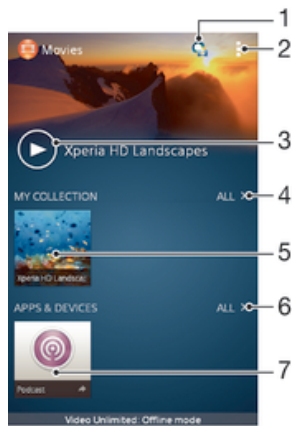 1
Movies
2
3
Xperia HD Landscapes
MY COLLECTION
ALL
4
5
Xperia HD Landscap
APPS & DEVICES
ALL
6
7
Podcast
Video Unlimited: Offline mode